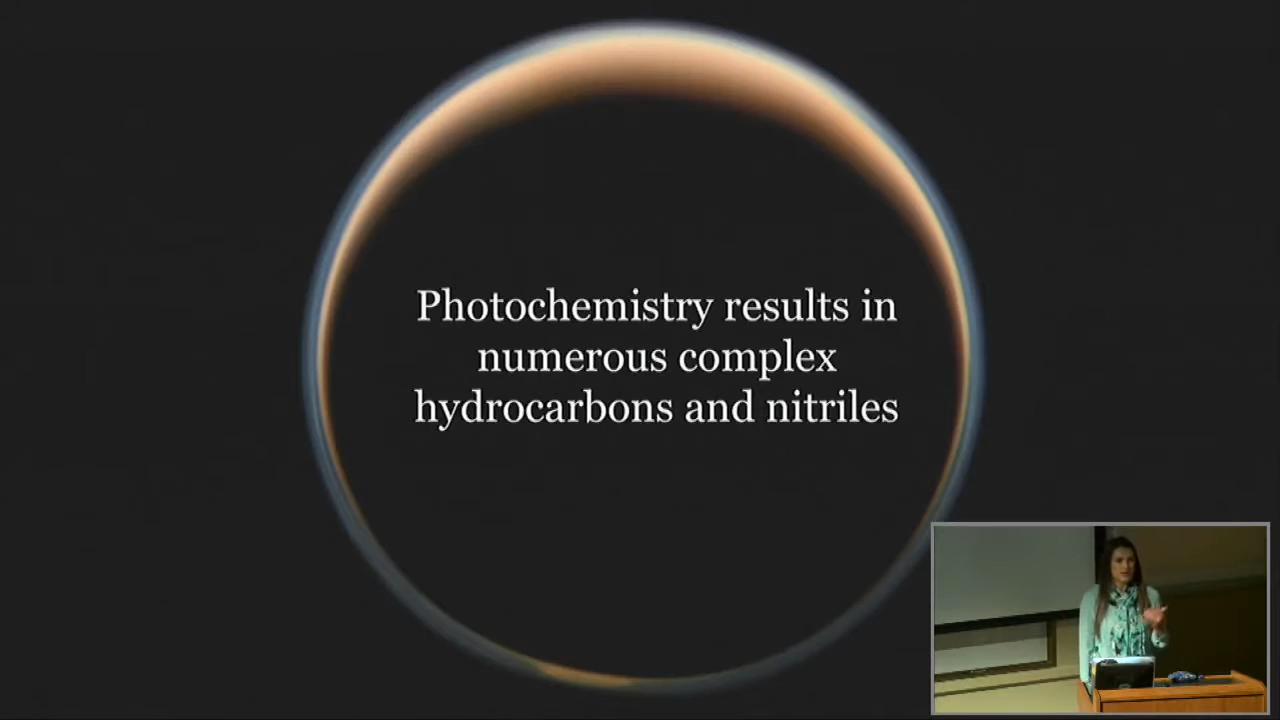 Photochemistry results in
numerous complex
hydrocarbons and nitriles